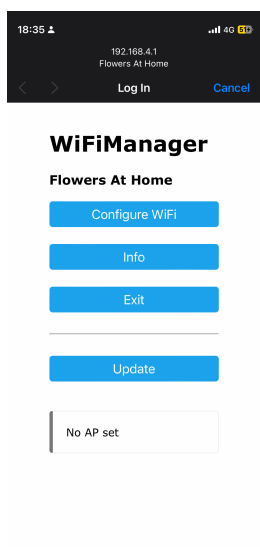 18:35
4G 51
192.168.4.1
Flowers At Home
Log In
Cancel
WiFiManager
Flowers At Home
Configure WiFi
Info
Exit
Update
No AP set